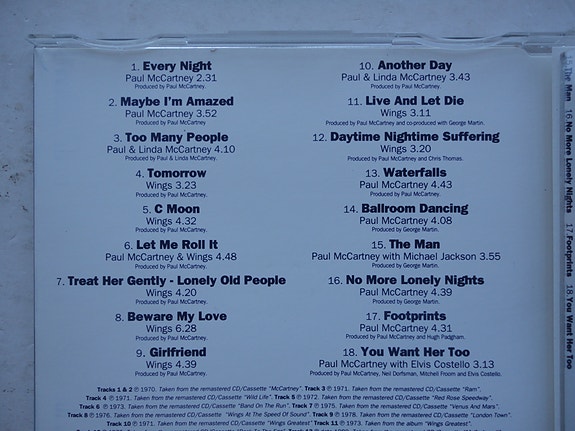 1. Every Night
Paul McCartney 2.31
Produced by Paul McCartney.
2. Maybe I'm Amazed
Paul McCartney 3.52
Produced by Paul McCartney
3. Too Many People
Paul & Linda McCartney 4.10
Produced by Paul & Linda McCartney.
4. Tomorrow
Wings 3.23
Produced by Paul McCartney.
5. C Moon
Wings 4.32
Produced by Paul McCartney.
6. Let Me Roll It
Paul McCartney & Wings 4.48
Produced by Paul McCartney.
7. Treat Her Gently - Lonely Old People
Wings 4.20
Produced by Paul McCartney.
8. Beware My Love
Wings 6.28
Produced by Paul McCartney.
9. Girlfriend
Wings 4.39
Produced by Paul McCartney.
10. Another Day
Paul & Linda McCartney 3.43
Produced by Paul McCartney.
11. Live And Let Die
Wings 3.11
Produced by Paul McCartney and co-produced with George Martin.
12. Daytime Nightime Suffering
Wings 3.20
Produced by Paul McCartney and Chris Thomas.
13. Waterfalls
Paul McCartney 4.43
Produced by Paul McCartney.
14. Ballroom Dancing
Paul McCartney 4.08
Produced by George Martin.
15. The Man
Paul McCartney with Michael Jackson 3.55
Produced by George Martin.
16. No More Lonely Nights
Paul McCartney 4.39
Produced by George Martin.
17. Footprints
Paul McCartney 4.31
Produced by Paul McCartney and Hugh Padgham.
18. You Want Her Too
Paul McCartney with Elvis Costello 3.13
Produced by Paul McCartney, Neil Dorfsman, Mitchell Froom and Elvis Costello.
Tracks 1 & 2 ℗ 1970. Taken from the remastered CD/Cassette "McCartney". Track 3 ℗ 1971. Taken from the remastered CD/Cassette "Ram".
Track 4 ℗ 1971. Taken from the remastered CD/Cassette "Wild Life". Track 5 ℗ 1972. Taken from the remastered CD/Cassette "Red Rose Speedway".
Track 6 ℗ 1973. Taken from the remastered CD/Cassette "Band On The Run". Track 7 ℗ 1975. Taken from the remastered CD/Cassette "Venus And Mars".
Track 8 ℗ 1976. Taken from the remastered CD/Cassette "Wings At The Speed Of Sound". Track 9 ℗ 1978. Taken from the remastered CD/Cassette "London Town".
Track 10 ℗ 1971. Taken from the remastered CD/Cassette "Wings Greatest" Track 11 ℗ 1973. Taken from the album "Wings Greatest".
15. The Man 16. No More Lonely Nights 17. Footprints 18. You Want Her Too